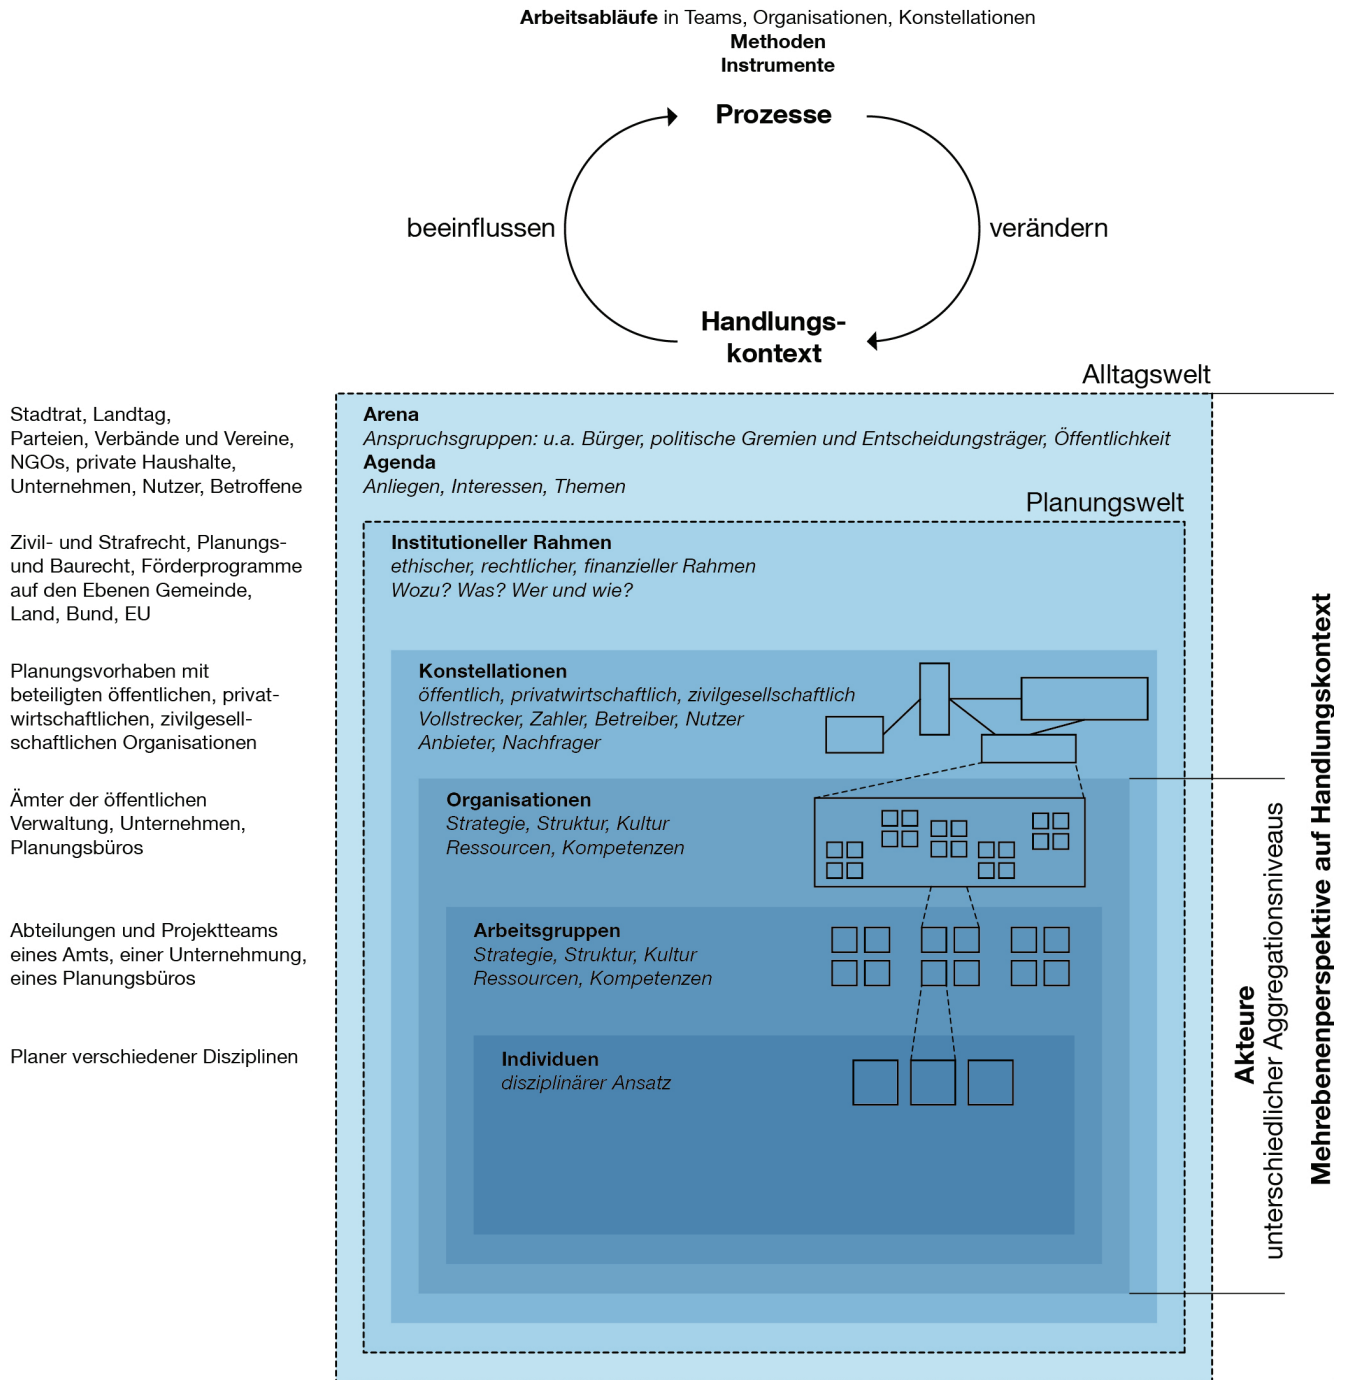 Arbeitsabläufe in Teams, Organisationen, Konstellationen
Methoden
Instrumente
Prozesse
beeinflussen
verändern
Handlungs-
kontext
Alltagswelt
Stadtrat, Landtag,
Parteien, Verbände und Vereine,
NGOs, private Haushalte,
Unternehmen, Nutzer, Betroffene
Arena
Anspruchsgruppen: u.a. Bürger, politische Gremien und Entscheidungsträger, Öffentlichkeit
Agenda
Anliegen, Interessen, Themen
Planungswelt
Zivil- und Strafrecht, Planungs-
und Baurecht, Förderprogramme
auf den Ebenen Gemeinde,
Land, Bund, EU
Institutioneller Rahmen
ethischer, rechtlicher, finanzieller Rahmen
Wozu? Was? Wer und wie?
Planungsvorhaben mit
beteiligten öffentlichen, privat-
wirtschaftlichen, zivilgesell-
schaftlichen Organisationen
Konstellationen
öffentlich, privatwirtschaftlich, zivilgesellschaftlich
Vollstrecker, Zahler, Betreiber, Nutzer
Anbieter, Nachfrager
Ämter der öffentlichen
Verwaltung, Unternehmen,
Planungsbüros
Organisationen
Strategie, Struktur, Kultur
Ressourcen, Kompetenzen
Abteilungen und Projektteams
eines Amts, einer Unternehmung,
eines Planungsbüros
Arbeitsgruppen
Strategie, Struktur, Kultur
Ressourcen, Kompetenzen
Planer verschiedener Disziplinen
Individuen
disziplinärer Ansatz
Akteure
unterschiedlicher Aggregationsniveaus
Mehrebenenperspektive auf Handlungskontext